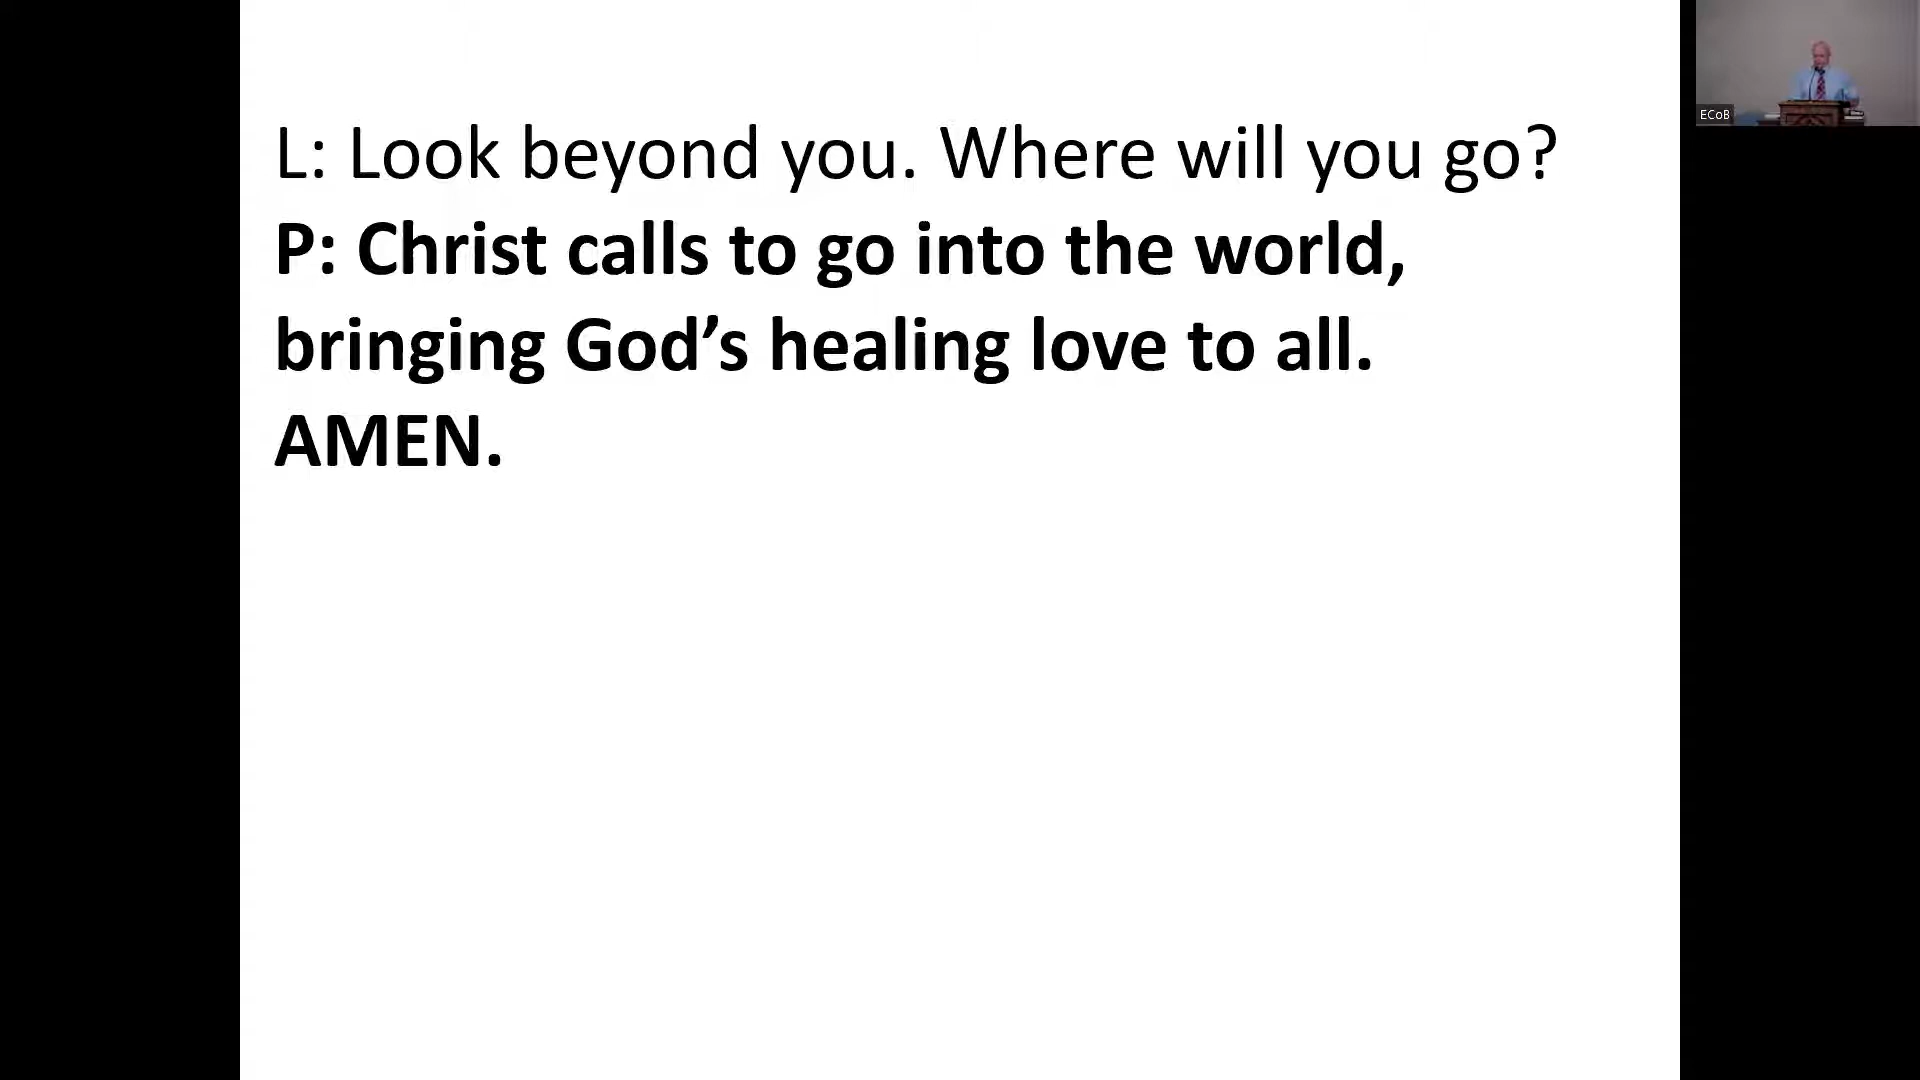 L: Look beyond you. Where will you go?
P: Christ calls to go into the world,
bringing God’s healing love to all.
AMEN.
ECoB